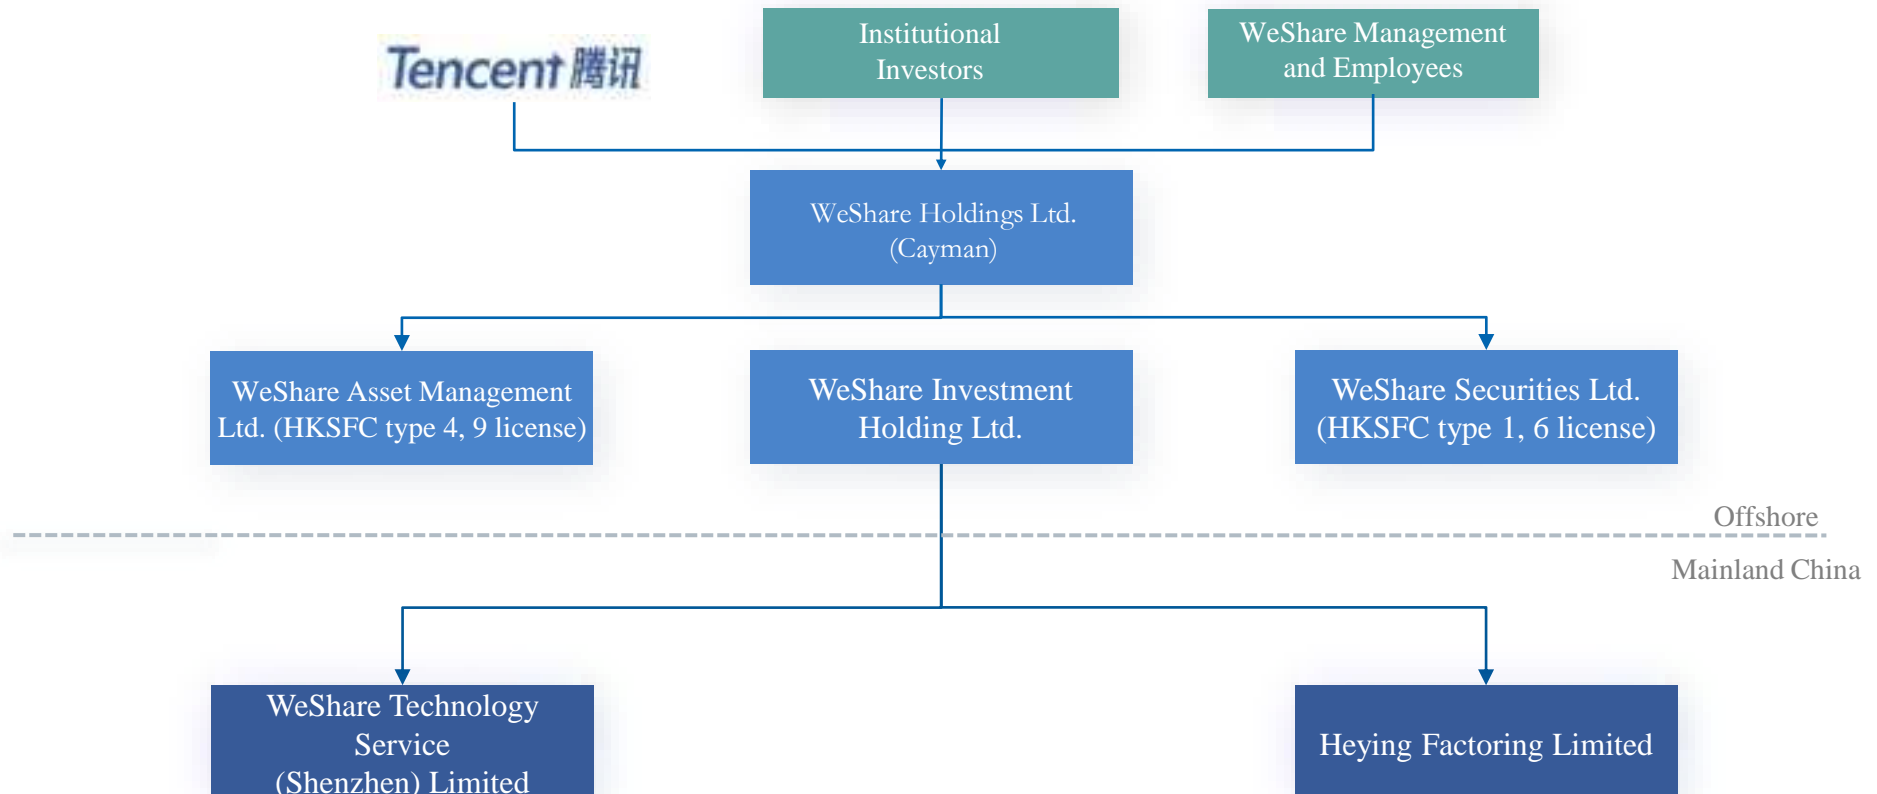 Tencent 腾讯
Institutional
Investors
WeShare Management
and Employees
WeShare Holdings Ltd.
(Cayman)
WeShare Asset Management
Ltd. (HKSFC type 4, 9 license)
WeShare Investment
Holding Ltd.
WeShare Securities Ltd.
(HKSFC type 1, 6 license)
Offshore
Mainland China
WeShare Technology
Service
(Shenzhen) Limited
Heying Factoring Limited